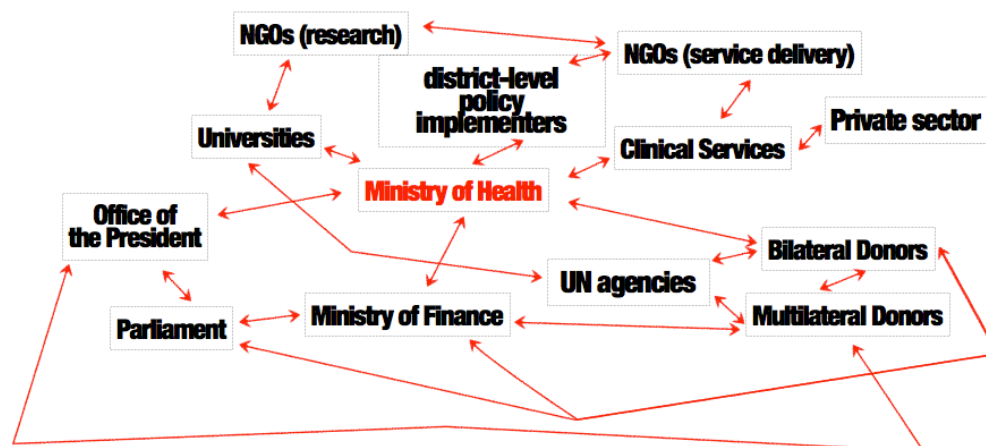 NGOs (research)
NGOs (service delivery)
district-level
policy
implementers
Private sector
Universities
Clinical Services
Ministry of Health
Office of
the President
Bilateral Donors
UN agencies
Ministry of Finance
Multilateral Donors
Parliament